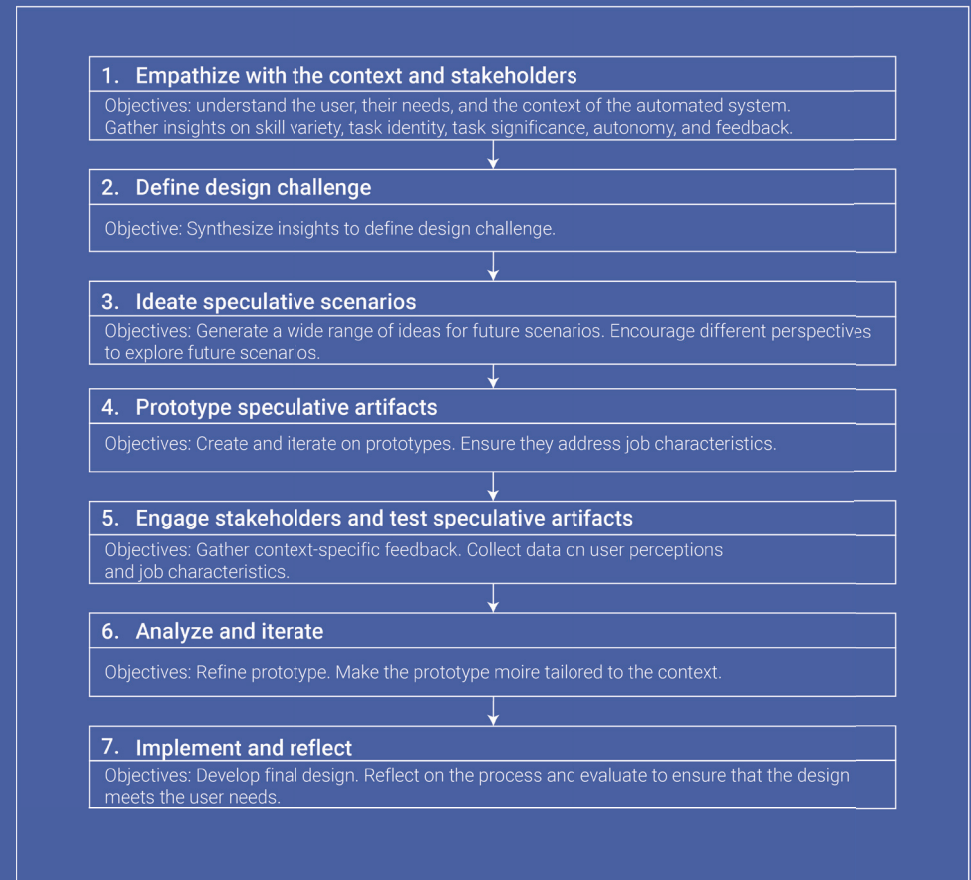 1. Empathize with the context and stakeholders
Objectives: understand the user, their needs, and the context of the automated system.
Gather insights on skill variety, task identity, task significance, autonomy, and feedback.
2. Define design challenge
Objective: Synthesize insights to define design challenge.
3. Ideate speculative scenarios
Objectives: Generate a wide range of ideas for future scenarios. Encourage different perspectives
to explore future scenarios.
4. Prototype speculative artifacts
Objectives: Create and iterate on prototypes. Ensure they address job characteristics.
5. Engage stakeholders and test speculative artifacts
Objectives: Gather context-specific feedback. Collect data on user perceptions
and job characteristics.
6. Analyze and iterate
Objectives: Refine prototype. Make the prototype moire tailored to the context.
7. Implement and reflect
Objectives: Develop final design. Reflect on the process and evaluate to ensure that the design
meets the user needs.